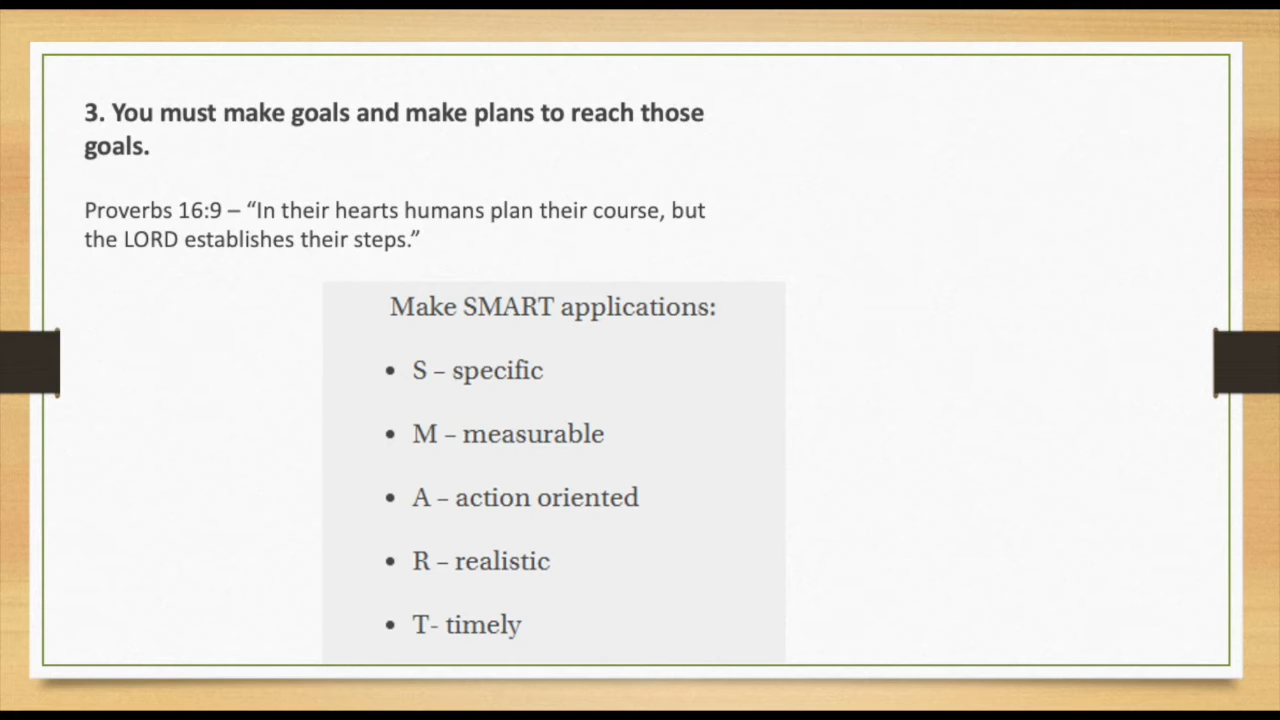 3. You must make goals and make plans to reach those
goals.
Proverbs 16:9 – “In their hearts humans plan their course, but
the LORD establishes their steps.”
Make SMART applications:
• S – specific
• M – measurable
• A – action oriented
• R – realistic
• T- timely